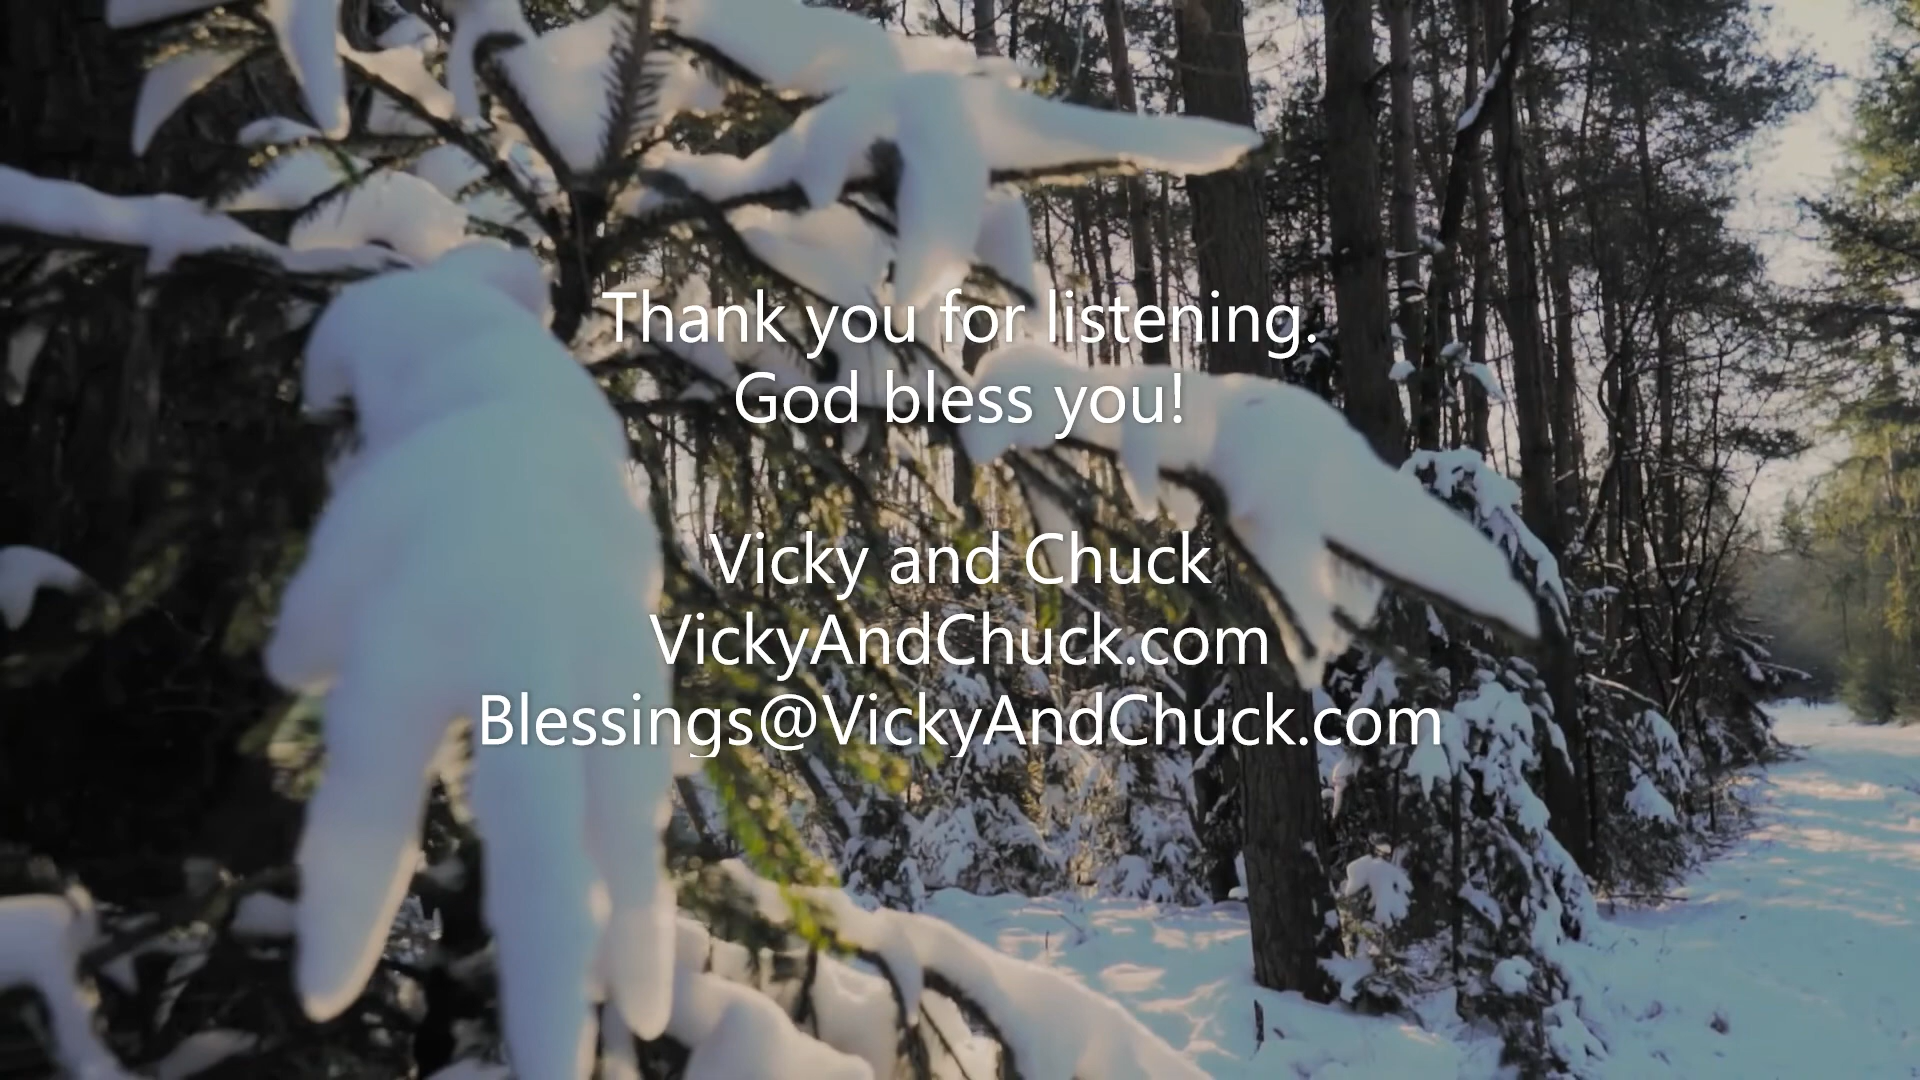 Thank you for listening.
God bless you!
Vicky and Chuck
VickyAndChuck.com
Blessings@VickyAndChuck.com